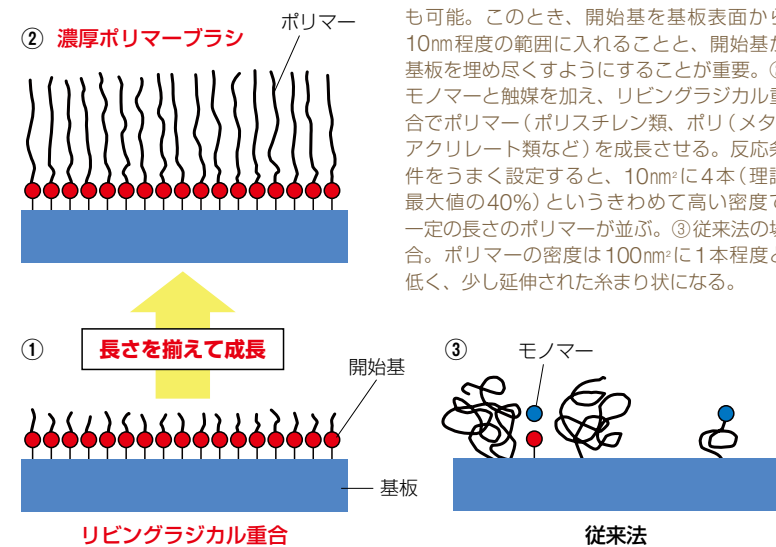 ② 濃厚ポリマーブラシ
ポリマー
も可能。このとき、開始基を基板表面から
10nm程度の範囲に入れることと、開始基が
基板を埋め尽くすようにすることが重要。
モノマーと触媒を加え、リビングラジカル重
合でポリマー（ポリスチレン類、ポリ（メタ）
アクリレート類など）を成長させる。反応条
件をうまく設定すると、10nm²に4本（理論
最大値の40%）というきわめて高い密度で
一定の長さのポリマーが並ぶ。③従来法の場
合。ポリマーの密度は100nm²に1本程度と
低く、少し延伸された糸まり状になる。
①
長さを揃えて成長
開始基
基板
リビングラジカル重合
③
モノマー
従来法